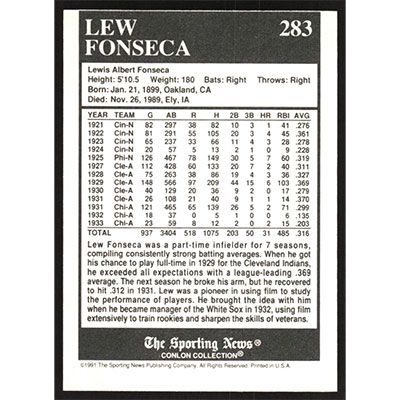 LEW
FONSECA
283
Lewis Albert Fonseca
Height: 5'10.5 Weight: 180 Bats: Right Throws: Right
Born: Jan. 21, 1899, Oakland, CA
Died: Nov. 26, 1989, Ely, IA
YEAR TEAM G AB R H 2B 3B HR RBI AVG
1921 Cin-N 82 297 38 82 10 3 1 41 .276
1922 Cin-N 81 291 55 105 20 3 4 45 .361
1923 Cin-N 65 237 33 66 11 4 3 28 .278
1924 Cin-N 20 57 5 13 2 1 0 9 .228
1925 Phi-N 126 467 78 149 30 5 7 60 .319
1927 Cle-A 112 428 60 133 20 7 2 40 .311
1928 Cle-A 75 263 38 86 19 4 3 36 .327
1929 Cle-A 148 566 97 209 44 15 6 103 .369
1930 Cle-A 40 129 20 36 9 2 0 17 .279
1931 Cle-A 26 108 21 40 9 1 1 14 .370
1931 Chi-A 121 465 65 139 26 5 2 71 .299
1932 Chi-A 18 37 0 5 1 0 0 6 .135
1933 Chi-A 23 59 8 12 2 0 2 15 .203
TOTAL 937 3404 518 1075 203 50 31 485 .316
Lew Fonseca was a part-time infielder for 7 seasons,
compiling consistently strong batting averages. When he got
his chance to play full-time in 1929 for the Cleveland Indians,
he exceeded all expectations with a league-leading .369
average. The next season he broke his arm, but he recovered
to hit .312 in 1931. Lew was a pioneer in using film to study
the performance of players. He brought the idea with him
when he became manager of the White Sox in 1932, using film
extensively to train rookies and sharpen the skills of veterans.
The Sporting News®
CONLON COLLECTION®
©1991 The Sporting News Publishing Company. All Rights Reserved. Printed in U.S.A.